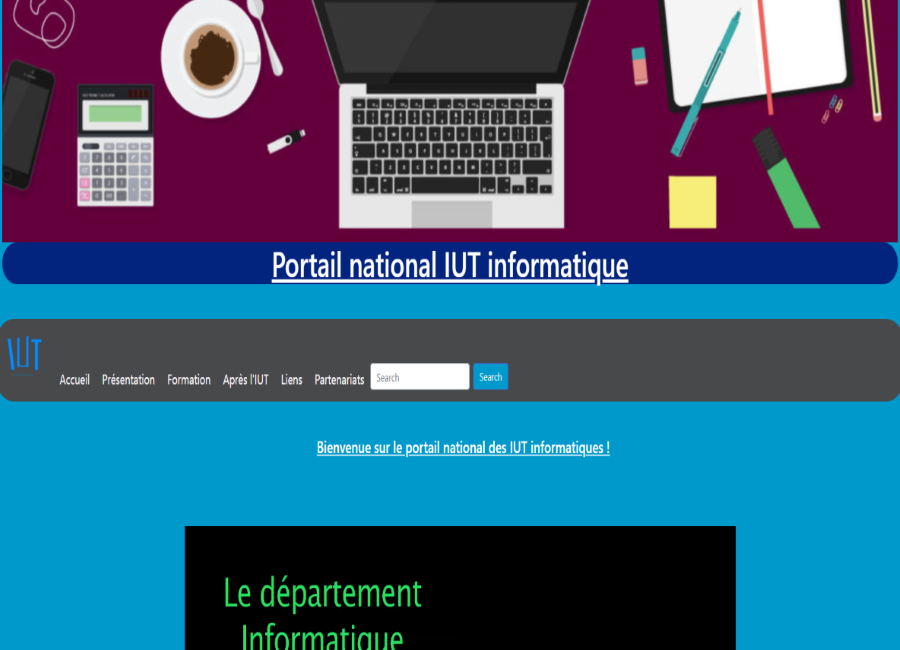 Portail national IUT informatique
IUT
Accueil Présentation Formation Après l'IUT Liens Partenariats Search Search
Bienvenue sur le portail national des IUT informatiques !
Le département
Informatique